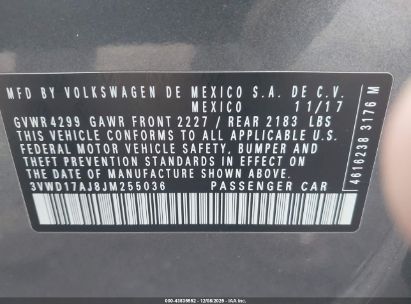 MFD BY VOLKSWAGEN DE MEXICO S.A. DE C.V.
MEXICO 11/17
GVWR 4299 GAWR FRONT 2227 / REAR 2183 LBS
THIS VEHICLE CONFORMS TO ALL APPLICABLE U.S.
FEDERAL MOTOR VEHICLE SAFETY, BUMPER AND
THEFT PREVENTION STANDARDS IN EFFECT ON
THE DATE OF MANUFACTURE SHOWN ABOVE.
3VWD17AJ8JM255036 PASSENGER CAR
4616238 3176 M